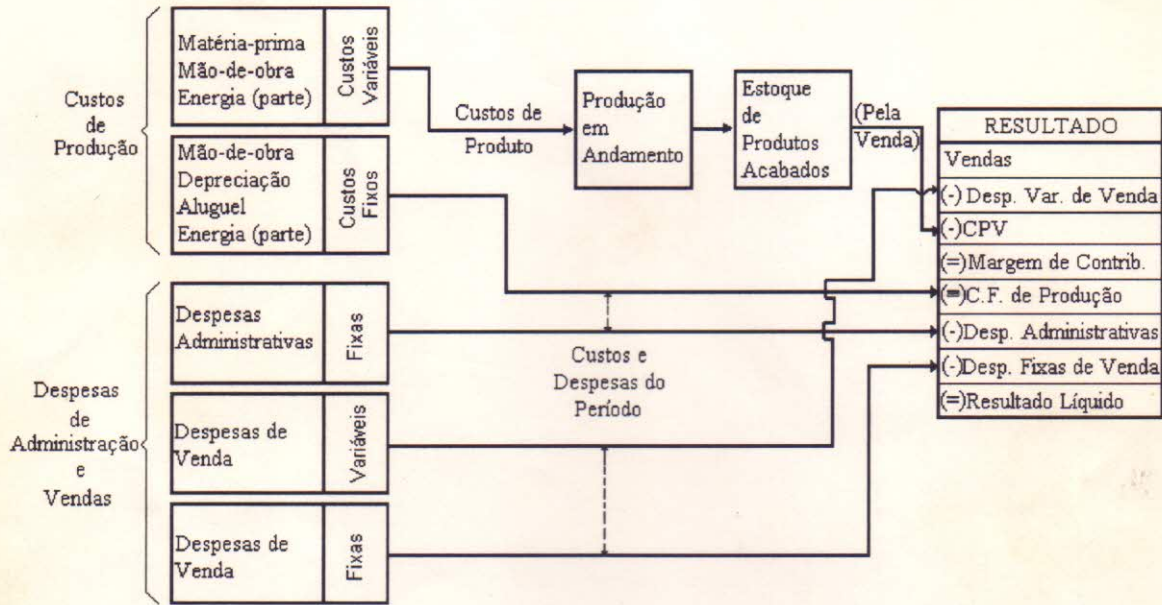 Custos
de
Produção
Matéria-prima
Mão-de-obra
Energia (parte)
Custos
Variáveis
Mão-de-obra
Depreciação
Aluguel
Energia (parte)
Custos
Fixos
Custos de
Produto
Produção
em
Andamento
Estoque
de
Produtos
Acabados
(Pela
Venda)
RESULTADO
Vendas
(-) Desp. Var. de Venda
(-)CPV
(=)Margem de Contrib.
(=)C.F. de Produção
(-)Desp. Administrativas
(-)Desp. Fixas de Venda
(=)Resultado Líquido
Despesas
de
Administração
e
Vendas
Despesas
Administrativas
Fixas
Custos e
Despesas do
Período
Despesas de
Venda
Variáveis
Despesas de
Venda
Fixas